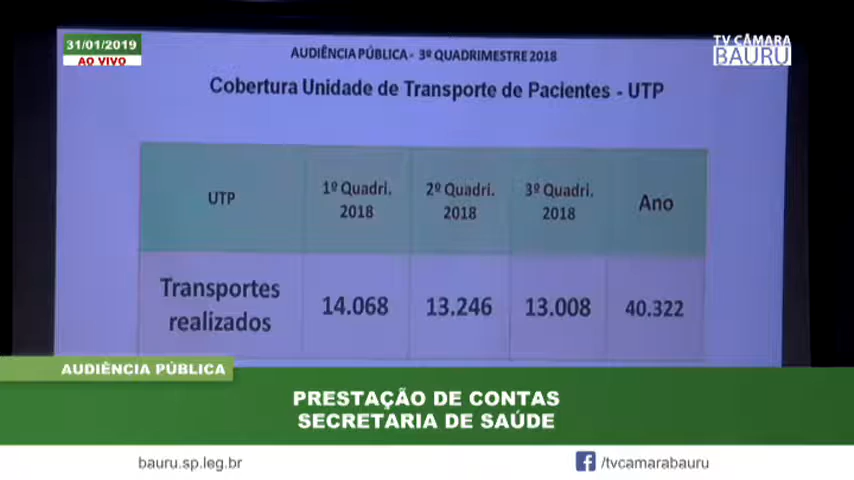 31/01/2019
AO VIVO
TV CÂMARA
BAURU
AUDIÊNCIA PÚBLICA - 3º QUADRIMESTRE 2018
Cobertura Unidade de Transporte de Pacientes - UTP
UTP
1º Quadri. 2018
2º Quadri. 2018
3º Quadri. 2018
Ano
Transportes realizados
14.068
13.246
13.008
40.322
AUDIÊNCIA PÚBLICA
PRESTAÇÃO DE CONTAS
SECRETARIA DE SAÚDE
bauru.sp.leg.br
/tvcamarabauru